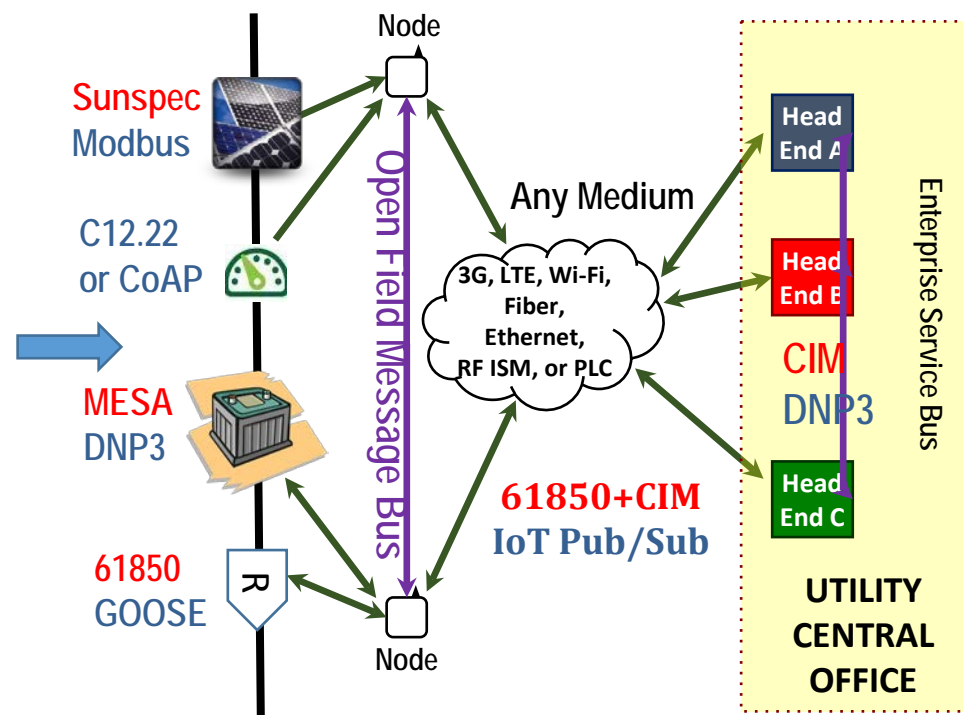 Node
Sunspec
Modbus
C12.22
or CoAP
MESA
DNP3
61850
GOOSE
R
Open Field Message Bus
Node
Any Medium
3G, LTE, Wi-Fi,
Fiber,
Ethernet,
RF ISM, or PLC
61850+CIM
IoT Pub/Sub
Head
End A
Head
End B
CIM
DNP3
Head
End C
Enterprise Service Bus
UTILITY
CENTRAL
OFFICE